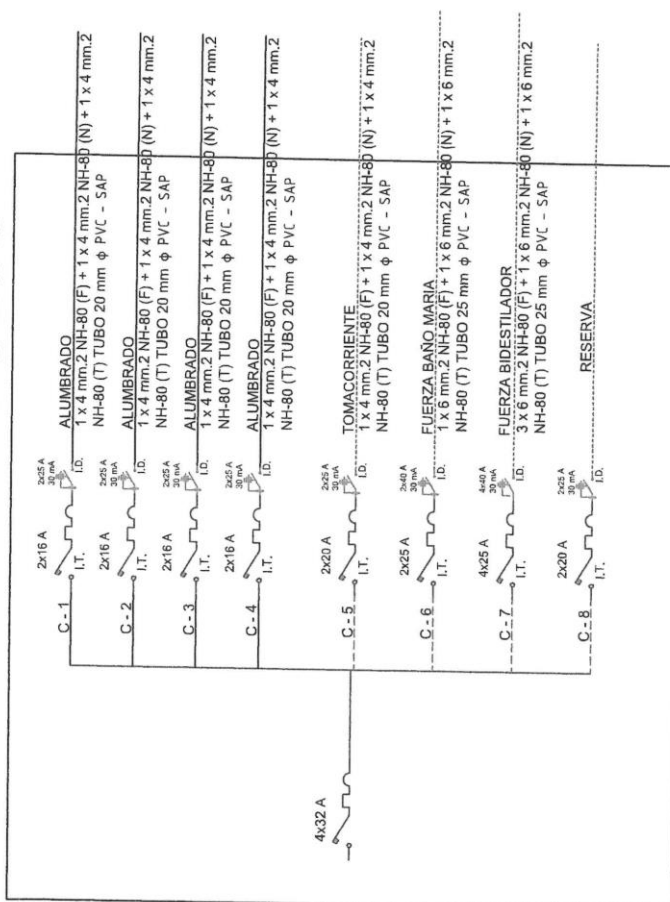 4x32 A
C - 1
2x16 A
I.T.
2x25 A
30 mA
I.D.
ALUMBRADO
1 x 4 mm.2 NH-80 (F) + 1 x 4 mm.2 NH-80 (N) + 1 x 4 mm.2
NH-80 (T) TUBO 20 mm φ PVC - SAP
C - 2
2x16 A
I.T.
2x25 A
30 mA
I.D.
ALUMBRADO
1 x 4 mm.2 NH-80 (F) + 1 x 4 mm.2 NH-80 (N) + 1 x 4 mm.2
NH-80 (T) TUBO 20 mm φ PVC - SAP
C - 3
2x16 A
I.T.
2x25 A
30 mA
I.D.
ALUMBRADO
1 x 4 mm.2 NH-80 (F) + 1 x 4 mm.2 NH-80 (N) + 1 x 4 mm.2
NH-80 (T) TUBO 20 mm φ PVC - SAP
C - 4
2x16 A
I.T.
2x25 A
30 mA
I.D.
ALUMBRADO
1 x 4 mm.2 NH-80 (F) + 1 x 4 mm.2 NH-80 (N) + 1 x 4 mm.2
NH-80 (T) TUBO 20 mm φ PVC - SAP
C - 5
2x20 A
I.T.
2x25 A
30 mA
I.D.
TOMACORRIENTE
1 x 4 mm.2 NH-80 (F) + 1 x 4 mm.2 NH-80 (N) + 1 x 4 mm.2
NH-80 (T) TUBO 20 mm φ PVC - SAP
C - 6
2x25 A
I.T.
2x40 A
30 mA
I.D.
FUERZA BAÑO MARIA
1 x 6 mm.2 NH-80 (F) + 1 x 6 mm.2 NH-80 (N) + 1 x 6 mm.2
NH-80 (T) TUBO 25 mm φ PVC - SAP
C - 7
4x25 A
I.T.
4x40 A
30 mA
I.D.
FUERZA BIDESTILADOR
3 x 6 mm.2 NH-80 (F) + 1 x 6 mm.2 NH-80 (N) + 1 x 6 mm.2
NH-80 (T) TUBO 25 mm φ PVC - SAP
C - 8
2x20 A
I.T.
2x25 A
30 mA
I.D.
RESERVA